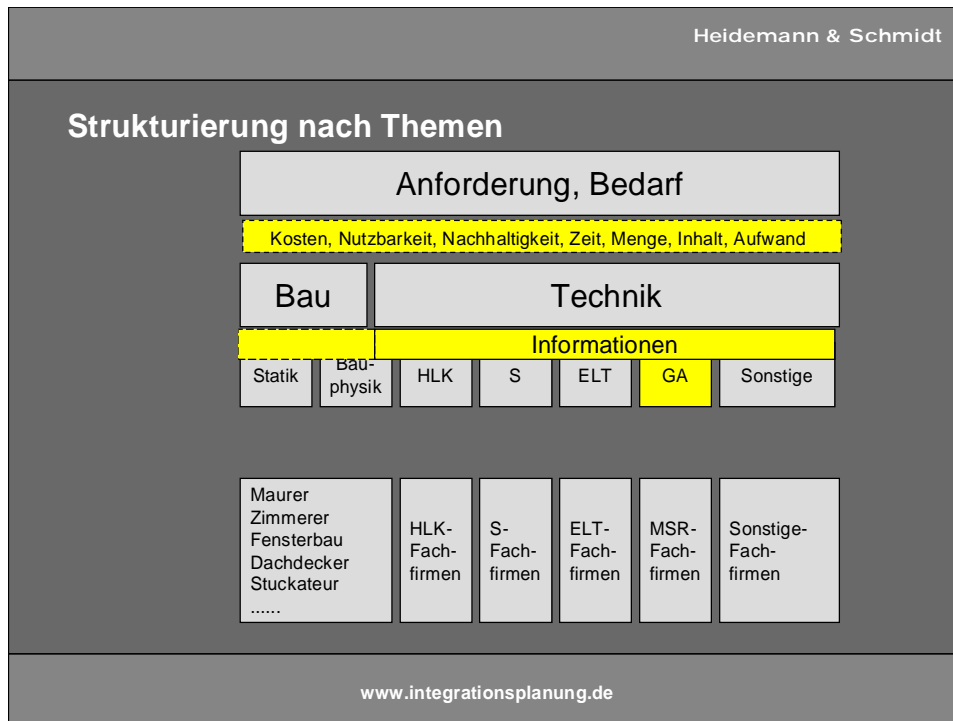 Heidemann & Schmidt
Strukturierung nach Themen
Anforderung, Bedarf
Kosten, Nutzbarkeit, Nachhaltigkeit, Zeit, Menge, Inhalt, Aufwand
Bau
Technik
Informationen
Statik
Bau-
physik
HLK
S
ELT
GA
Sonstige
Maurer
Zimmerer
Fensterbau
Dachdecker
Stuckateur
......
HLK-
Fach-
firmen
S-
Fach-
firmen
ELT-
Fach-
firmen
MSR-
Fach-
firmen
Sonstige-
Fach-
firmen
www.integrationsplanung.de